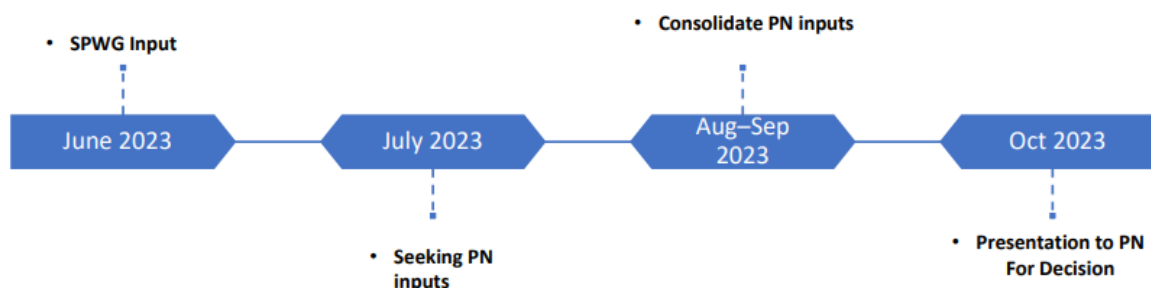 • Consolidate PN inputs
• SPWG Input
June 2023
July 2023
Aug–Sep
2023
Oct 2023
• Seeking PN
inputs
• Presentation to PN
For Decision